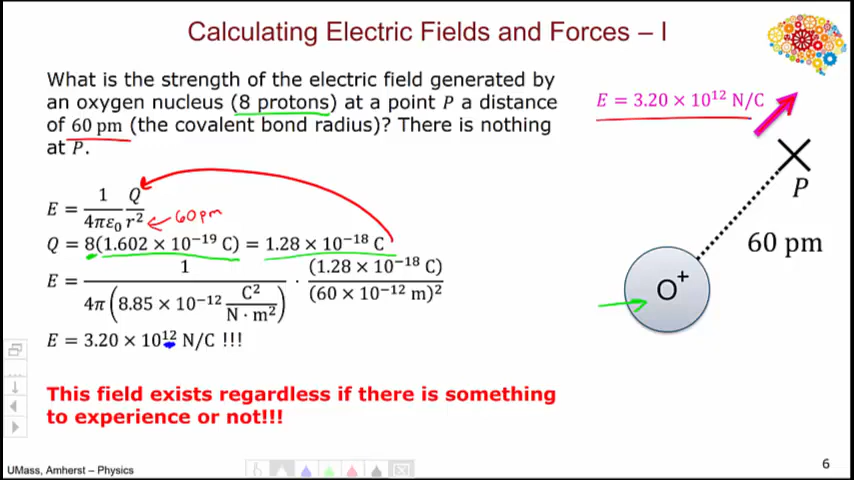 Calculating Electric Fields and Forces – I
What is the strength of the electric field generated by
an oxygen nucleus (8 protons) at a point P a distance
of 60 pm (the covalent bond radius)? There is nothing
at P.
E = 3.20 × 10¹² N/C
P
60 pm
O⁺
E = 1/(4πε₀) Q/r² 60pm
Q = 8(1.602 × 10⁻¹⁹ C) = 1.28 × 10⁻¹⁸ C
E = 1/(4π(8.85 × 10⁻¹² C²/(N · m²))) · (1.28 × 10⁻¹⁸ C)/(60 × 10⁻¹² m)²
E = 3.20 × 10¹² N/C !!!
This field exists regardless if there is something
to experience or not!!!
UMass, Amherst – Physics
6